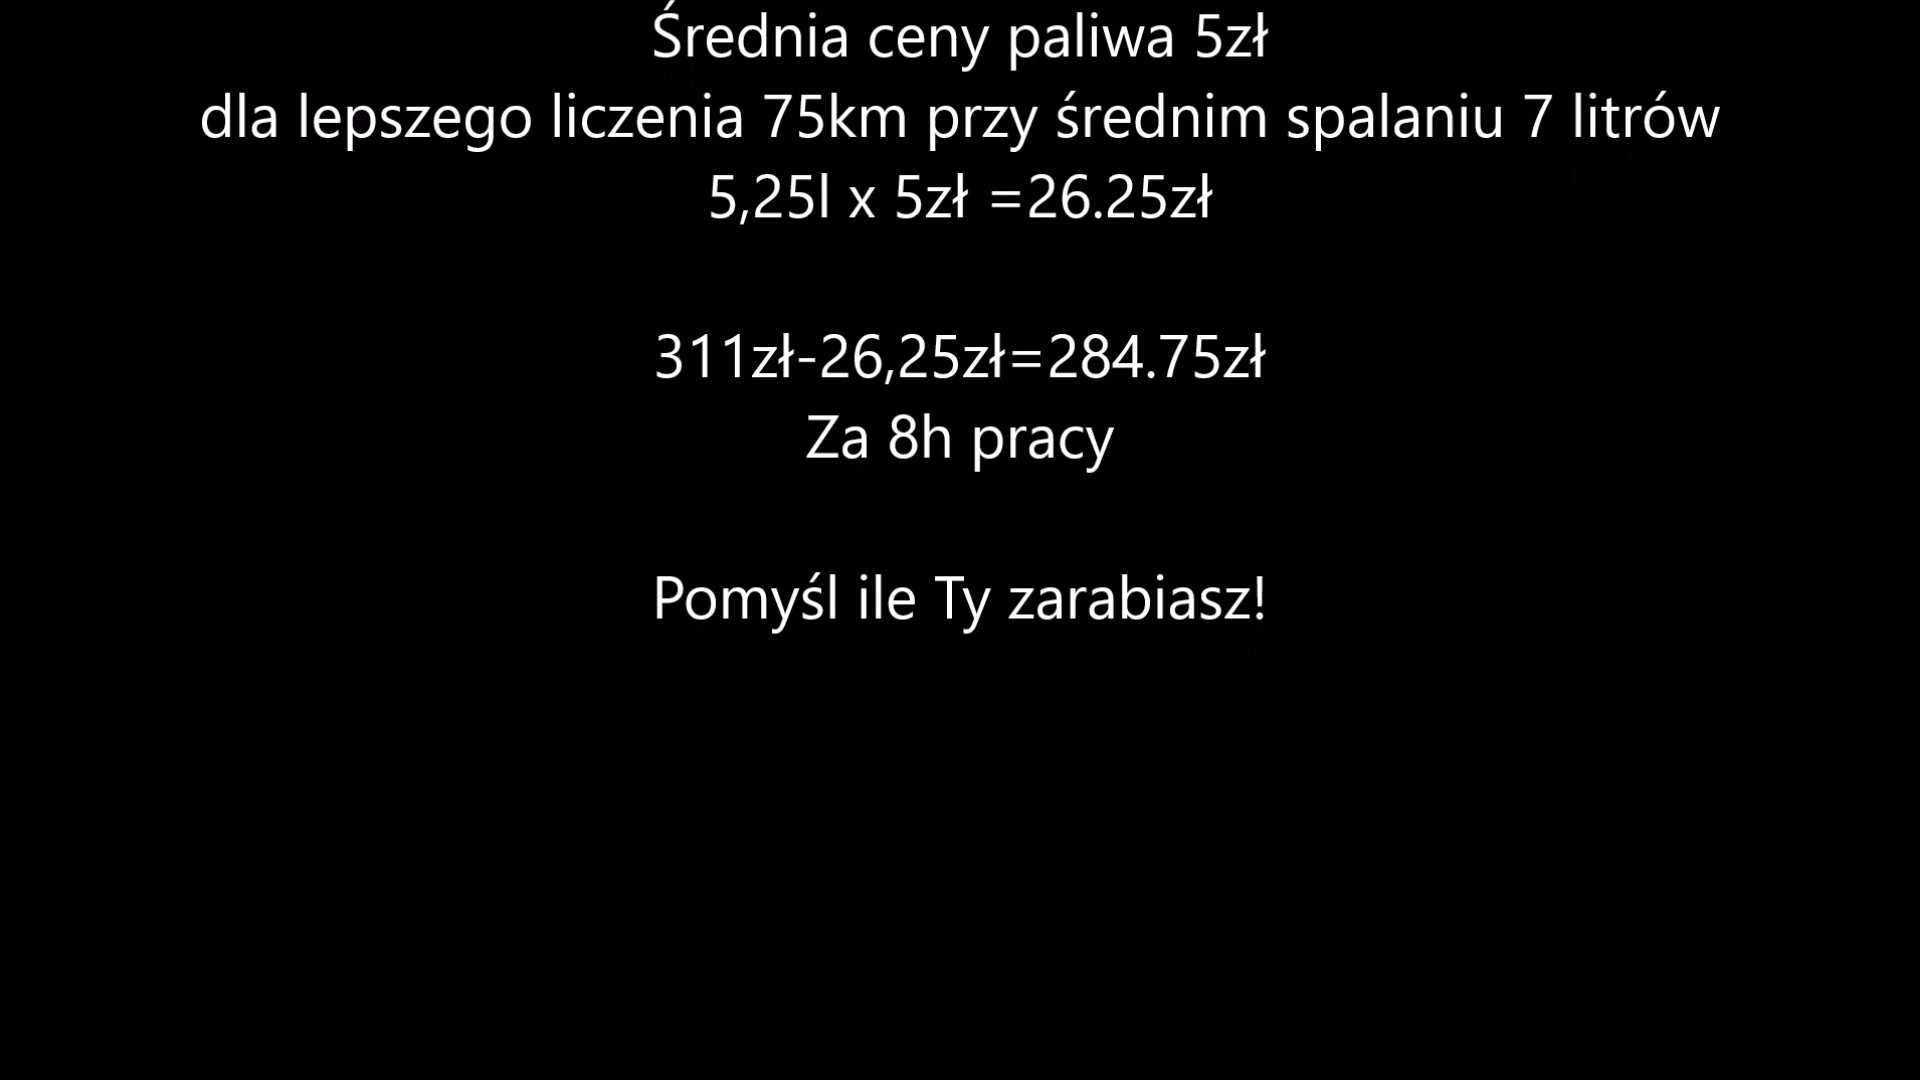 Średnia ceny paliwa 5zł
dla lepszego liczenia 75km przy średnim spalaniu 7 litrów
5,25l x 5zł =26.25zł
311zł-26,25zł=284.75zł
Za 8h pracy
Pomyśl ile Ty zarabiasz!